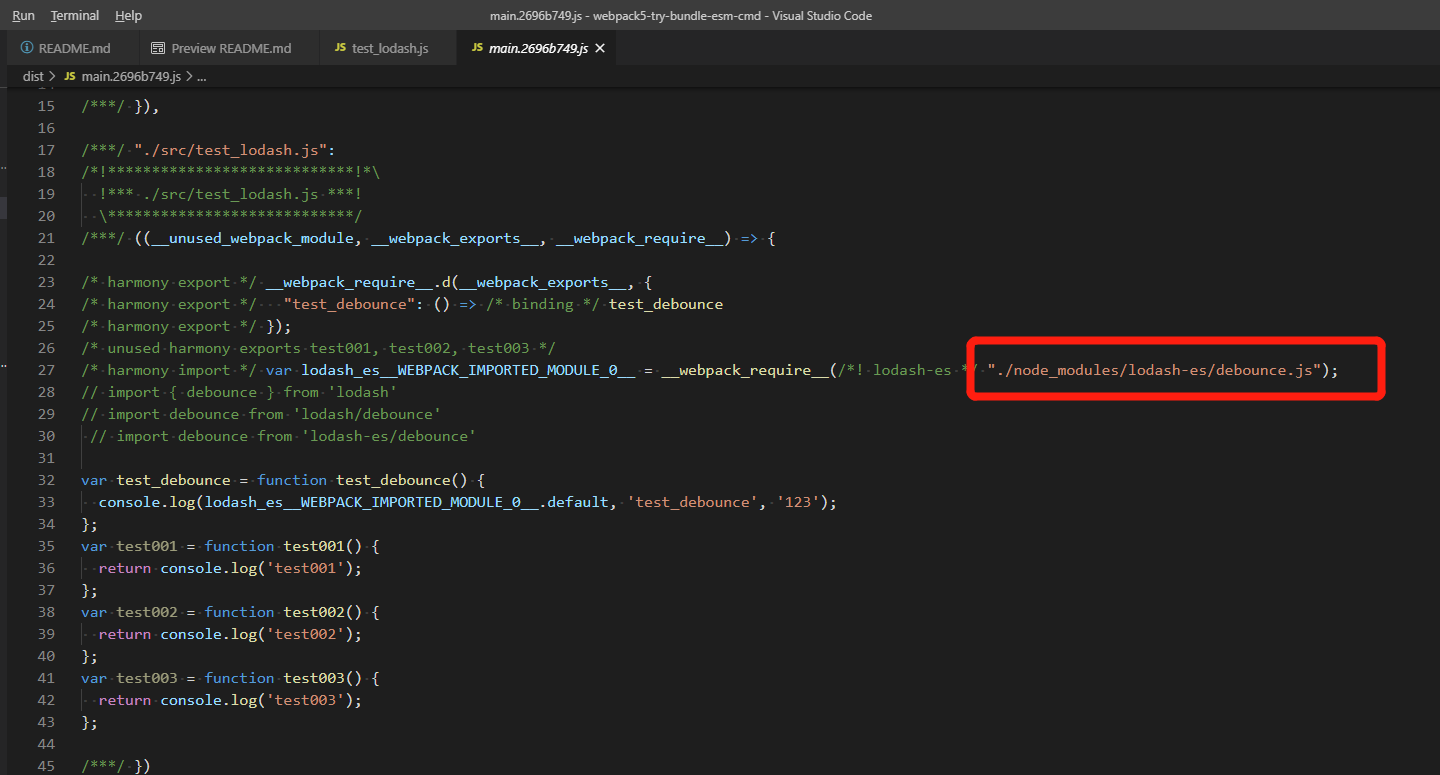 Run Terminal Help main.2696b749.js - webpack5-try-bundle-esm-cmd - Visual Studio Code
README.md Preview README.md JS test_lodash.js JS main.2696b749.js ×
dist > JS main.2696b749.js > ...
14
15 /***/ }),
16
17 /***/ "./src/test_lodash.js":
18 /*!****************************!*\
19   !*** ./src/test_lodash.js ***!
20   \****************************/
21 /***/ ((__unused_webpack_module, __webpack_exports__, __webpack_require__) => {
22
23 /* harmony export */ __webpack_require__.d(__webpack_exports__, {
24 /* harmony export */   "test_debounce": () => /* binding */ test_debounce
25 /* harmony export */ });
26 /* unused harmony exports test001, test002, test003 */
27 /* harmony import */ var lodash_es__WEBPACK_IMPORTED_MODULE_0__ = __webpack_require__(/*! lodash-es */ "./node_modules/lodash-es/debounce.js");
28 // import { debounce } from 'lodash'
29 // import debounce from 'lodash/debounce'
30  // import debounce from 'lodash-es/debounce'
31
32 var test_debounce = function test_debounce() {
33   console.log(lodash_es__WEBPACK_IMPORTED_MODULE_0__.default, 'test_debounce', '123');
34 };
35 var test001 = function test001() {
36   return console.log('test001');
37 };
38 var test002 = function test002() {
39   return console.log('test002');
40 };
41 var test003 = function test003() {
42   return console.log('test003');
43 };
44
45 /***/ })